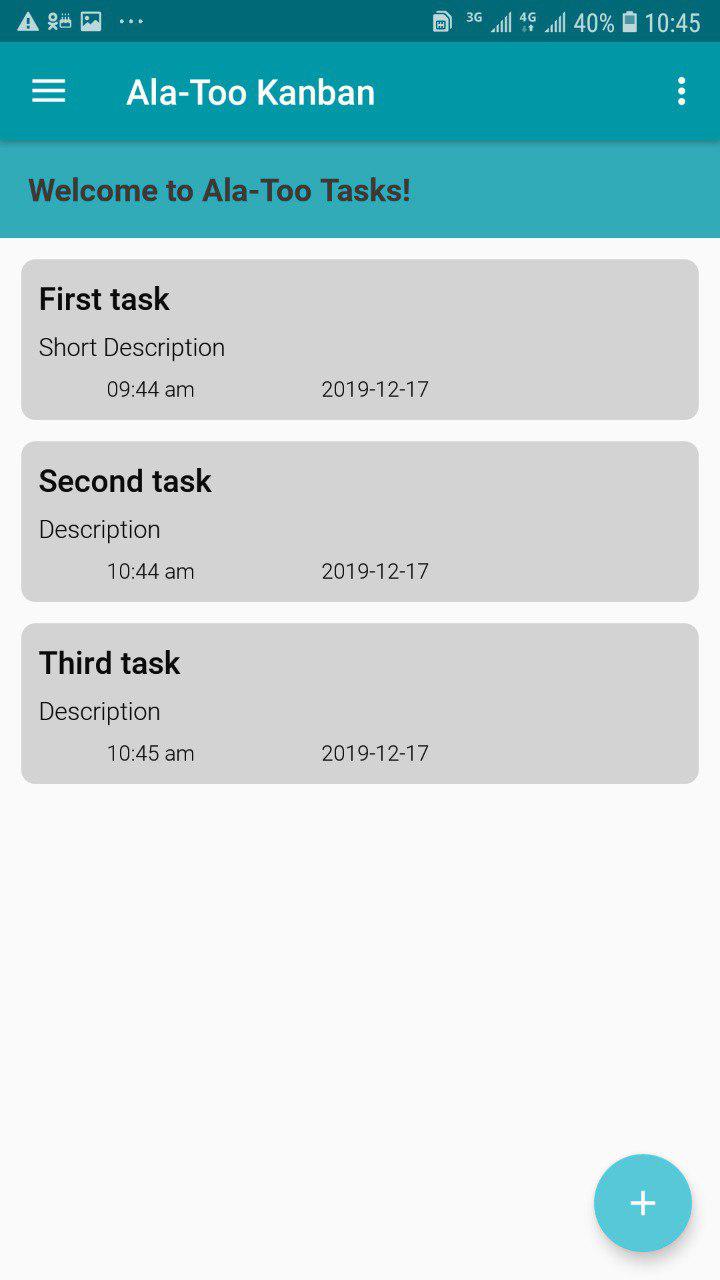 3G 4G 40% 10:45
Ala-Too Kanban
Welcome to Ala-Too Tasks!
First task
Short Description
09:44 am 2019-12-17
Second task
Description
10:44 am 2019-12-17
Third task
Description
10:45 am 2019-12-17
+